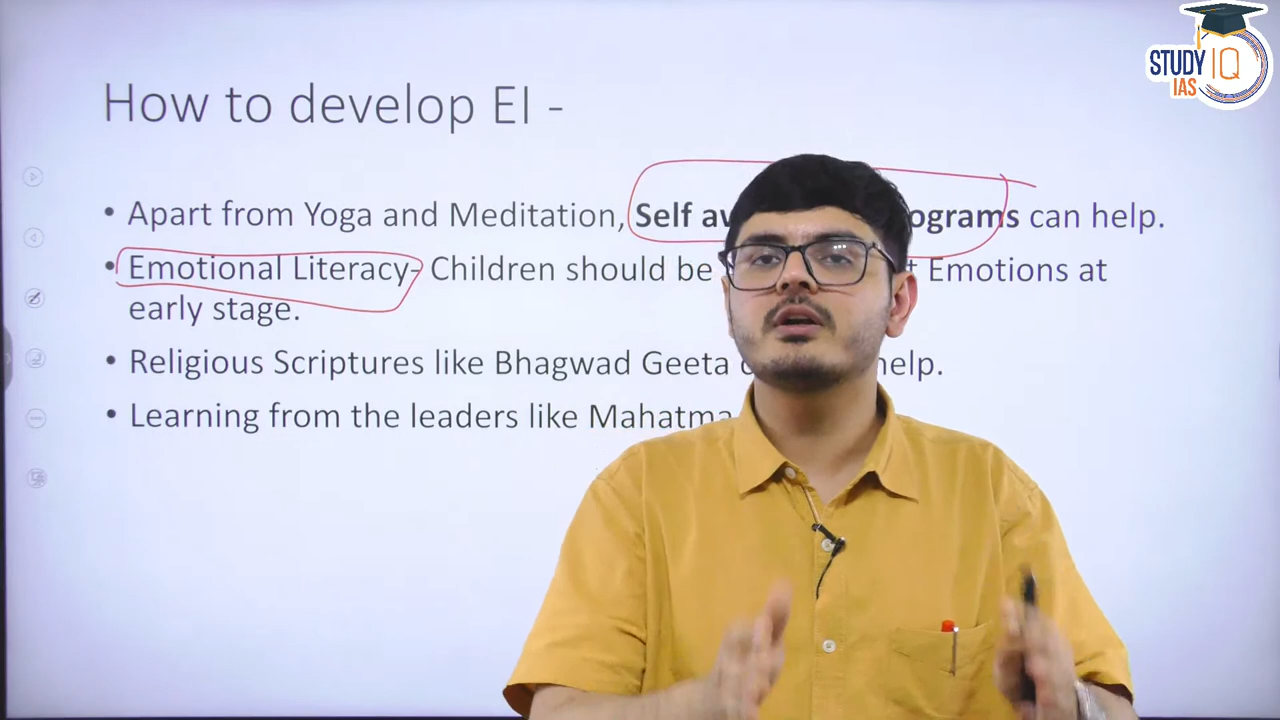 STUDY IQ
IAS
How to develop EI -
• Apart from Yoga and Meditation, Self ograms can help.
• Emotional Literacy- Children should be Emotions at
early stage.
• Religious Scriptures like Bhagwad Geeta help.
• Learning from the leaders like Mahatma